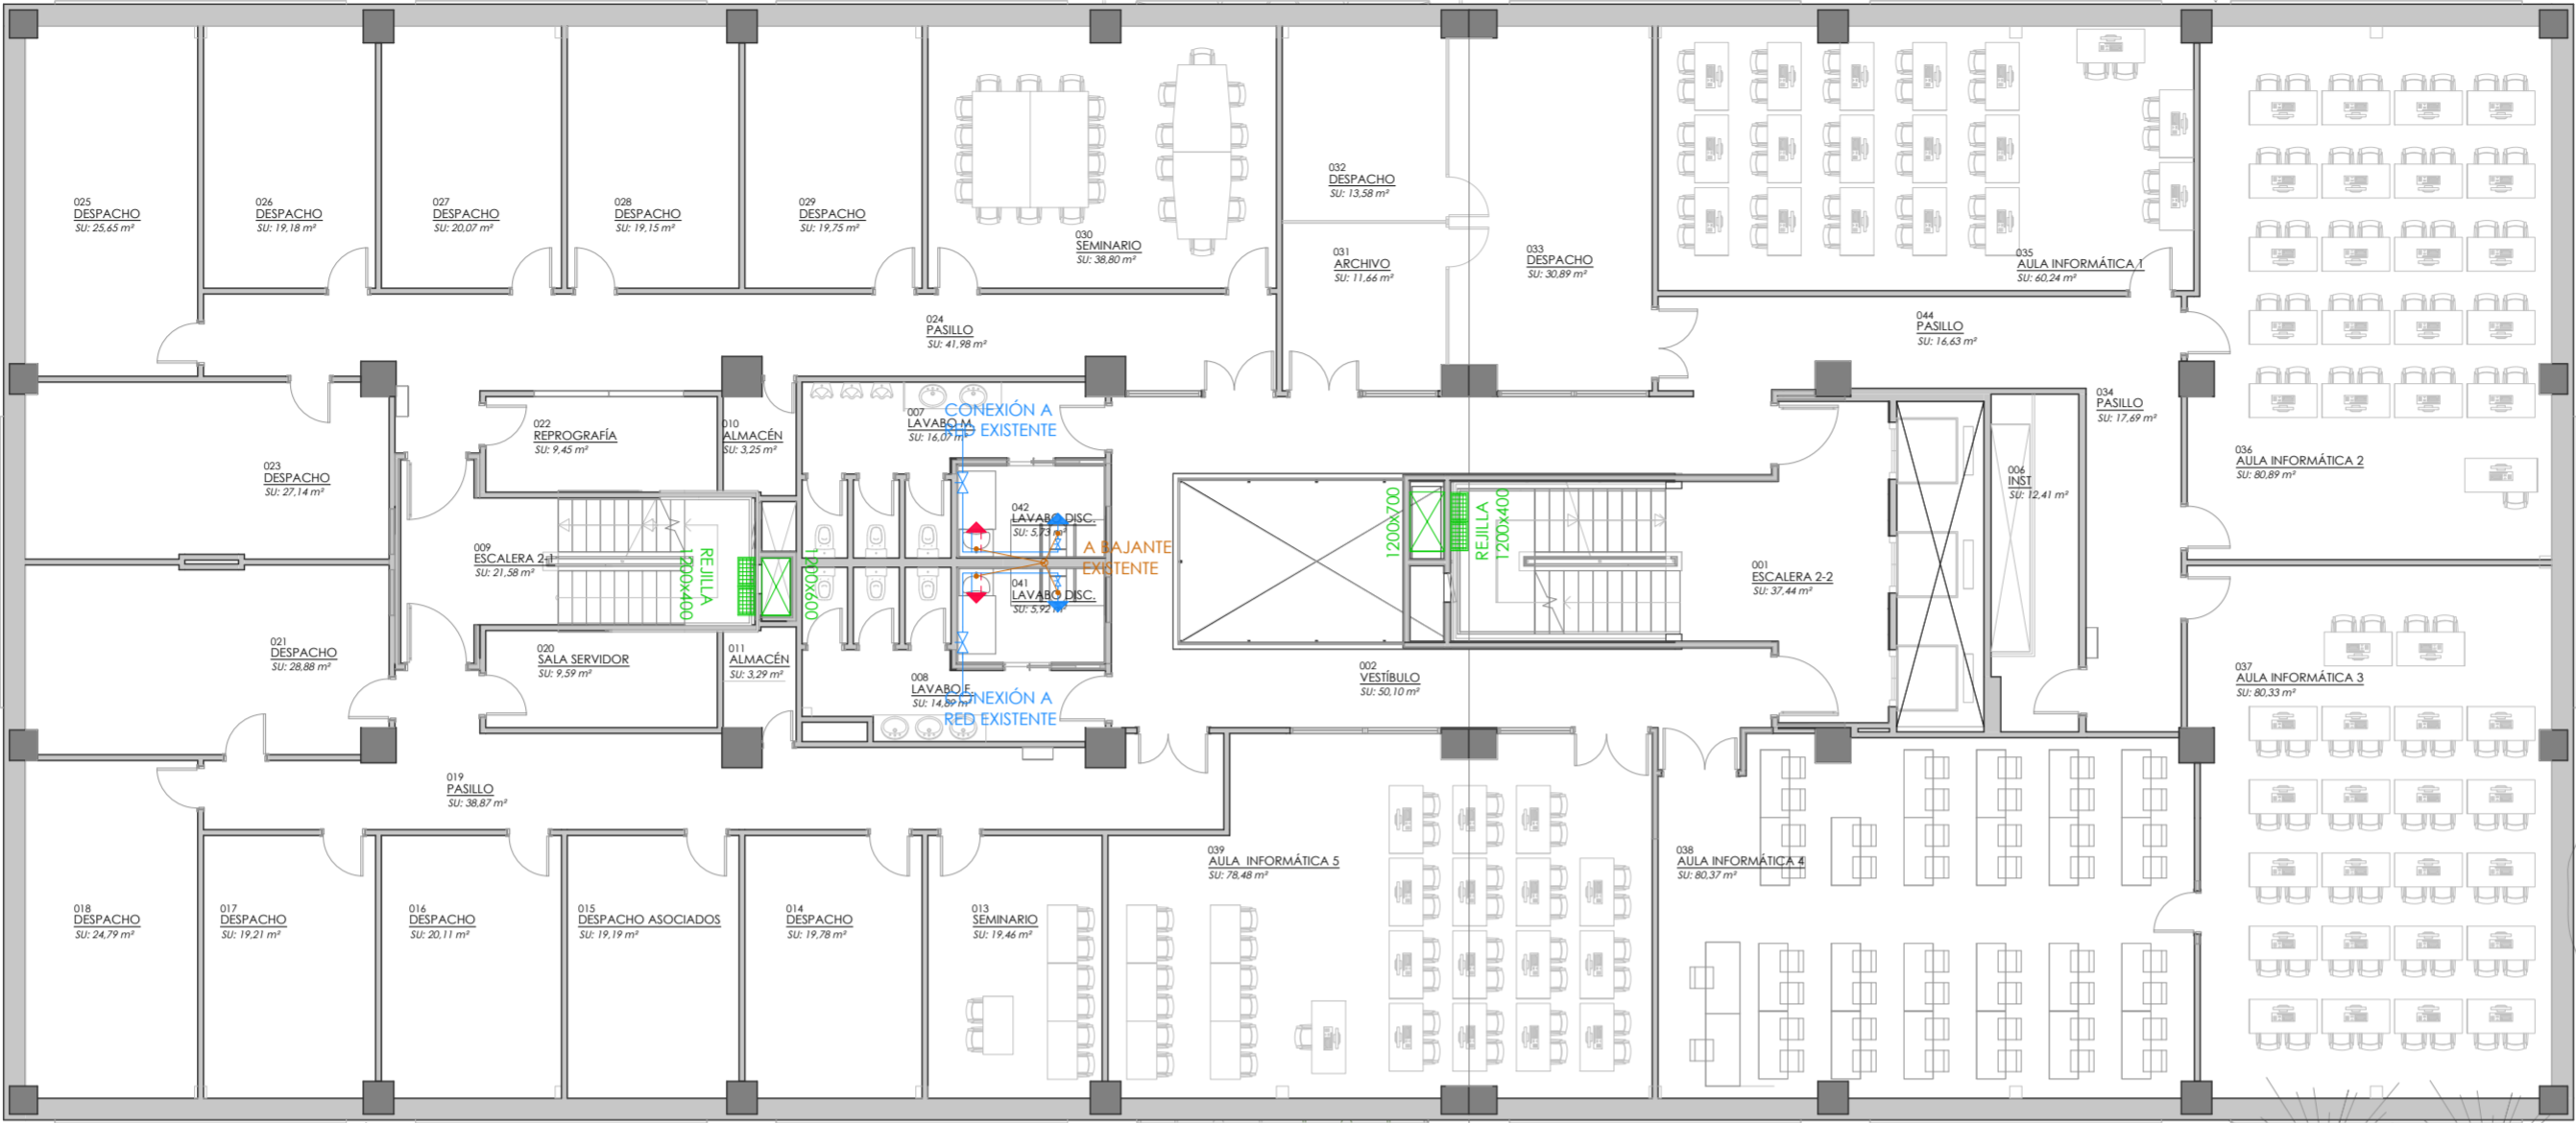 025
DESPACHO
SU: 25,65 m²
026
DESPACHO
SU: 19,18 m²
027
DESPACHO
SU: 20,07 m²
028
DESPACHO
SU: 19,15 m²
029
DESPACHO
SU: 19,75 m²
030
SEMINARIO
SU: 38,80 m²
032
DESPACHO
SU: 13,58 m²
031
ARCHIVO
SU: 11,66 m²
033
DESPACHO
SU: 30,89 m²
035
AULA INFORMÁTICA 1
SU: 60,24 m²
024
PASILLO
SU: 41,98 m²
044
PASILLO
SU: 16,63 m²
034
PASILLO
SU: 17,69 m²
036
AULA INFORMÁTICA 2
SU: 80,89 m²
023
DESPACHO
SU: 27,14 m²
022
REPROGRAFÍA
SU: 9,45 m²
010
ALMACÉN
SU: 3,25 m²
007
LAVABO M.
SU: 16,07 m²
CONEXIÓN A
RED EXISTENTE
042
LAVABO DISC.
SU: 5,73 m²
A BAJANTE
EXISTENTE
041
LAVABO DISC.
SU: 5,92 m²
009
ESCALERA 2-1
SU: 21,58 m²
REJILLA
1200x400
1200x600
1200x700
REJILLA
1200x400
001
ESCALERA 2-2
SU: 37,44 m²
006
INST
SU: 12,41 m²
021
DESPACHO
SU: 28,88 m²
020
SALA SERVIDOR
SU: 9,59 m²
011
ALMACÉN
SU: 3,29 m²
008
LAVABO F.
SU: 14,89 m²
CONEXIÓN A
RED EXISTENTE
002
VESTÍBULO
SU: 50,10 m²
037
AULA INFORMÁTICA 3
SU: 80,33 m²
019
PASILLO
SU: 38,87 m²
018
DESPACHO
SU: 24,79 m²
017
DESPACHO
SU: 19,21 m²
016
DESPACHO
SU: 20,11 m²
015
DESPACHO ASOCIADOS
SU: 19,19 m²
014
DESPACHO
SU: 19,78 m²
013
SEMINARIO
SU: 19,46 m²
039
AULA INFORMÁTICA 5
SU: 78,48 m²
038
AULA INFORMÁTICA 4
SU: 80,37 m²